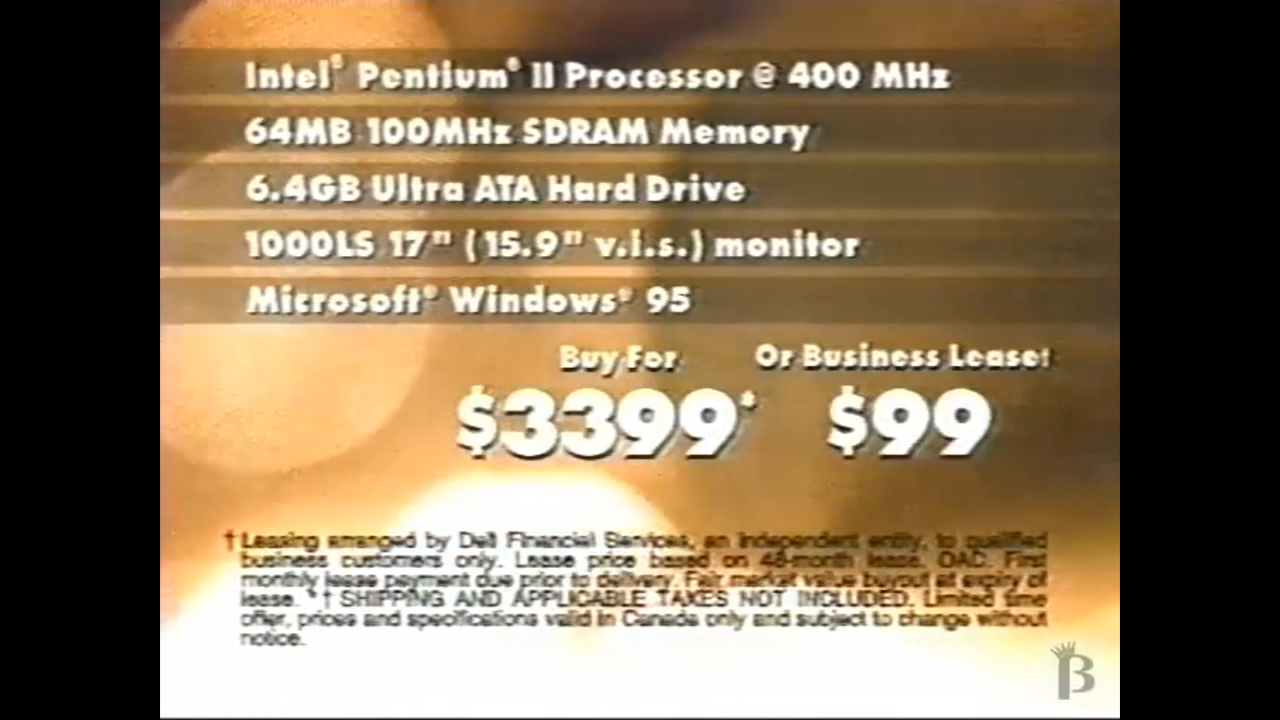 Intel® Pentium® II Processor @ 400 MHz
64MB 100MHz SDRAM Memory
6.4GB Ultra ATA Hard Drive
1000LS 17" (15.9" v.i.s.) monitor
Microsoft® Windows® 95
Buy For Or Business Lease†
$3399* $99
† Leasing arranged by Dell Financial Services, an independent entity, to qualified
business customers only. Lease price based on 48-month lease. OAC. First
monthly lease payment due prior to delivery. Fair market value buyout at expiry of
lease. * † SHIPPING AND APPLICABLE TAXES NOT INCLUDED. Limited time
offer, prices and specifications valid in Canada only and subject to change without
notice.
B